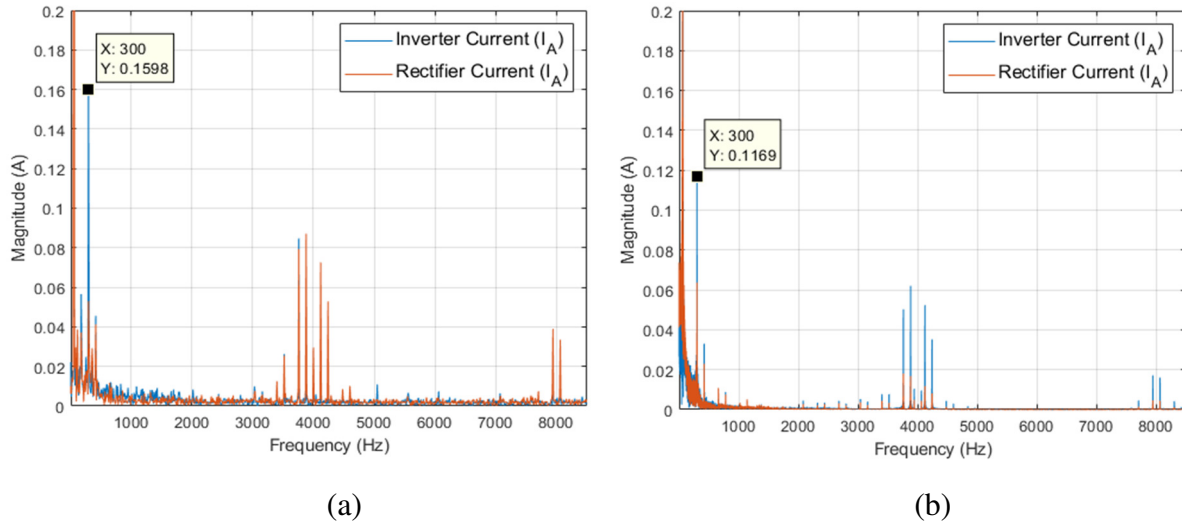 0.2
0.18
0.16
0.14
0.12
0.1
0.08
0.06
0.04
0.02
0
Magnitude (A)
X: 300
Y: 0.1598
Inverter Current (I_A)
Rectifier Current (I_A)
1000 2000 3000 4000 5000 6000 7000 8000
Frequency (Hz)
(a)
0.2
0.18
0.16
0.14
0.12
0.1
0.08
0.06
0.04
0.02
0
Magnitude (A)
X: 300
Y: 0.1169
Inverter Current (I_A)
Rectifier Current (I_A)
1000 2000 3000 4000 5000 6000 7000 8000
Frequency (Hz)
(b)